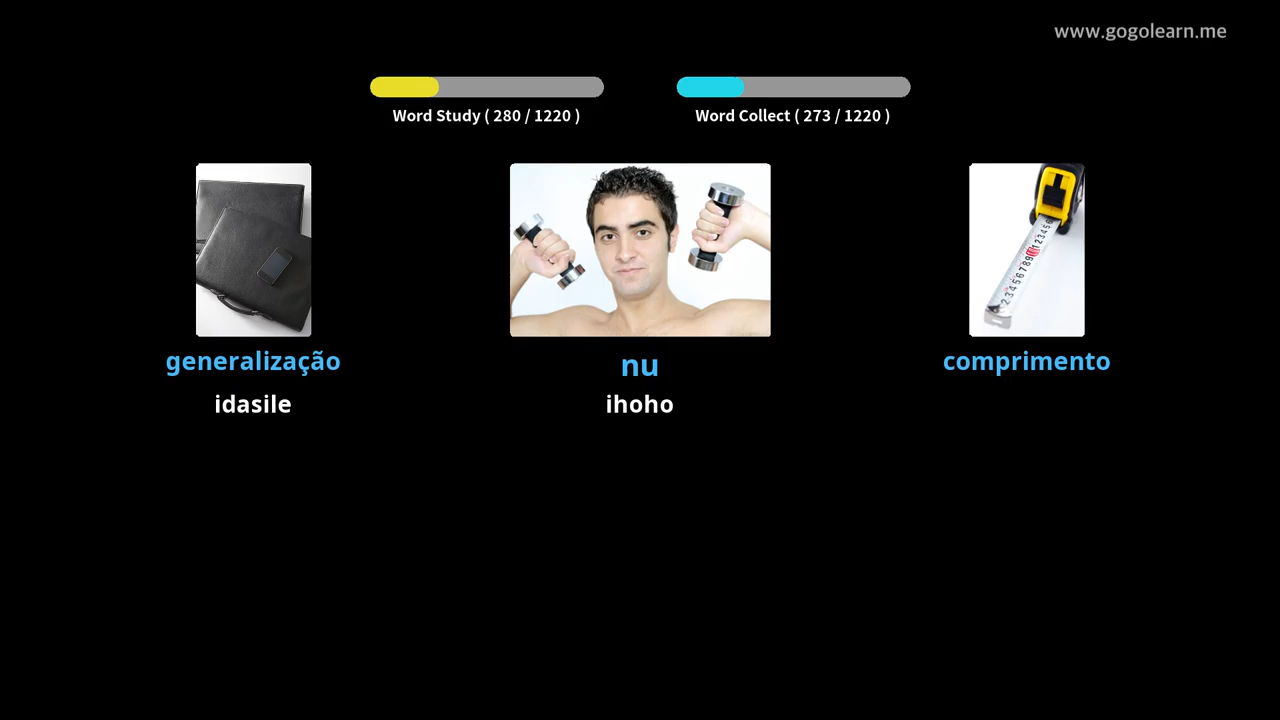 www.gogolearn.me
Word Study ( 280 / 1220 )
Word Collect ( 273 / 1220 )
generalização
nu
comprimento
idasile
ihoho